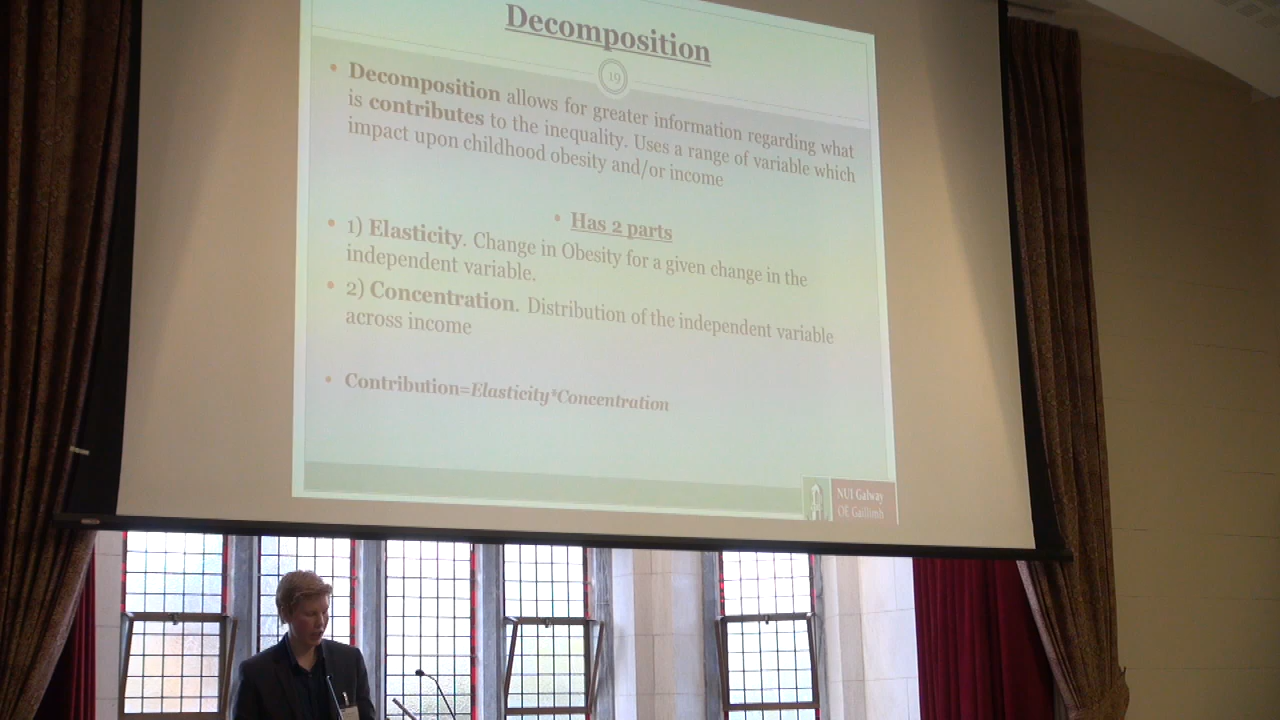 Decomposition
19
• Decomposition allows for greater information regarding what
is contributes to the inequality. Uses a range of variable which
impact upon childhood obesity and/or income
• Has 2 parts
• 1) Elasticity. Change in Obesity for a given change in the
independent variable.
• 2) Concentration. Distribution of the independent variable
across income
• Contribution=Elasticity*Concentration
NUI Galway
OÉ Gaillimh